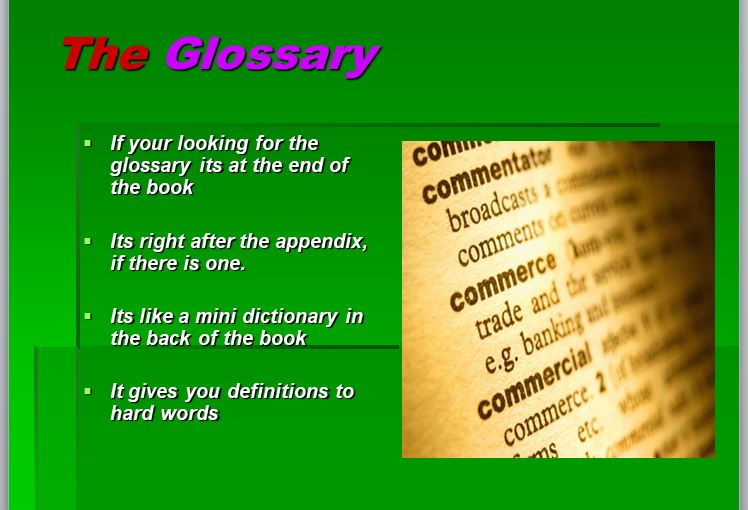 The Glossary
If your looking for the
glossary its at the end of
the book
Its right after the appendix,
if there is one.
Its like a mini dictionary in
the back of the book
It gives you definitions to
hard words
commentator
broadcasts a
comments on current
commerce
trade and the
e.g. banking and
commercial
commerce. 2
etc.